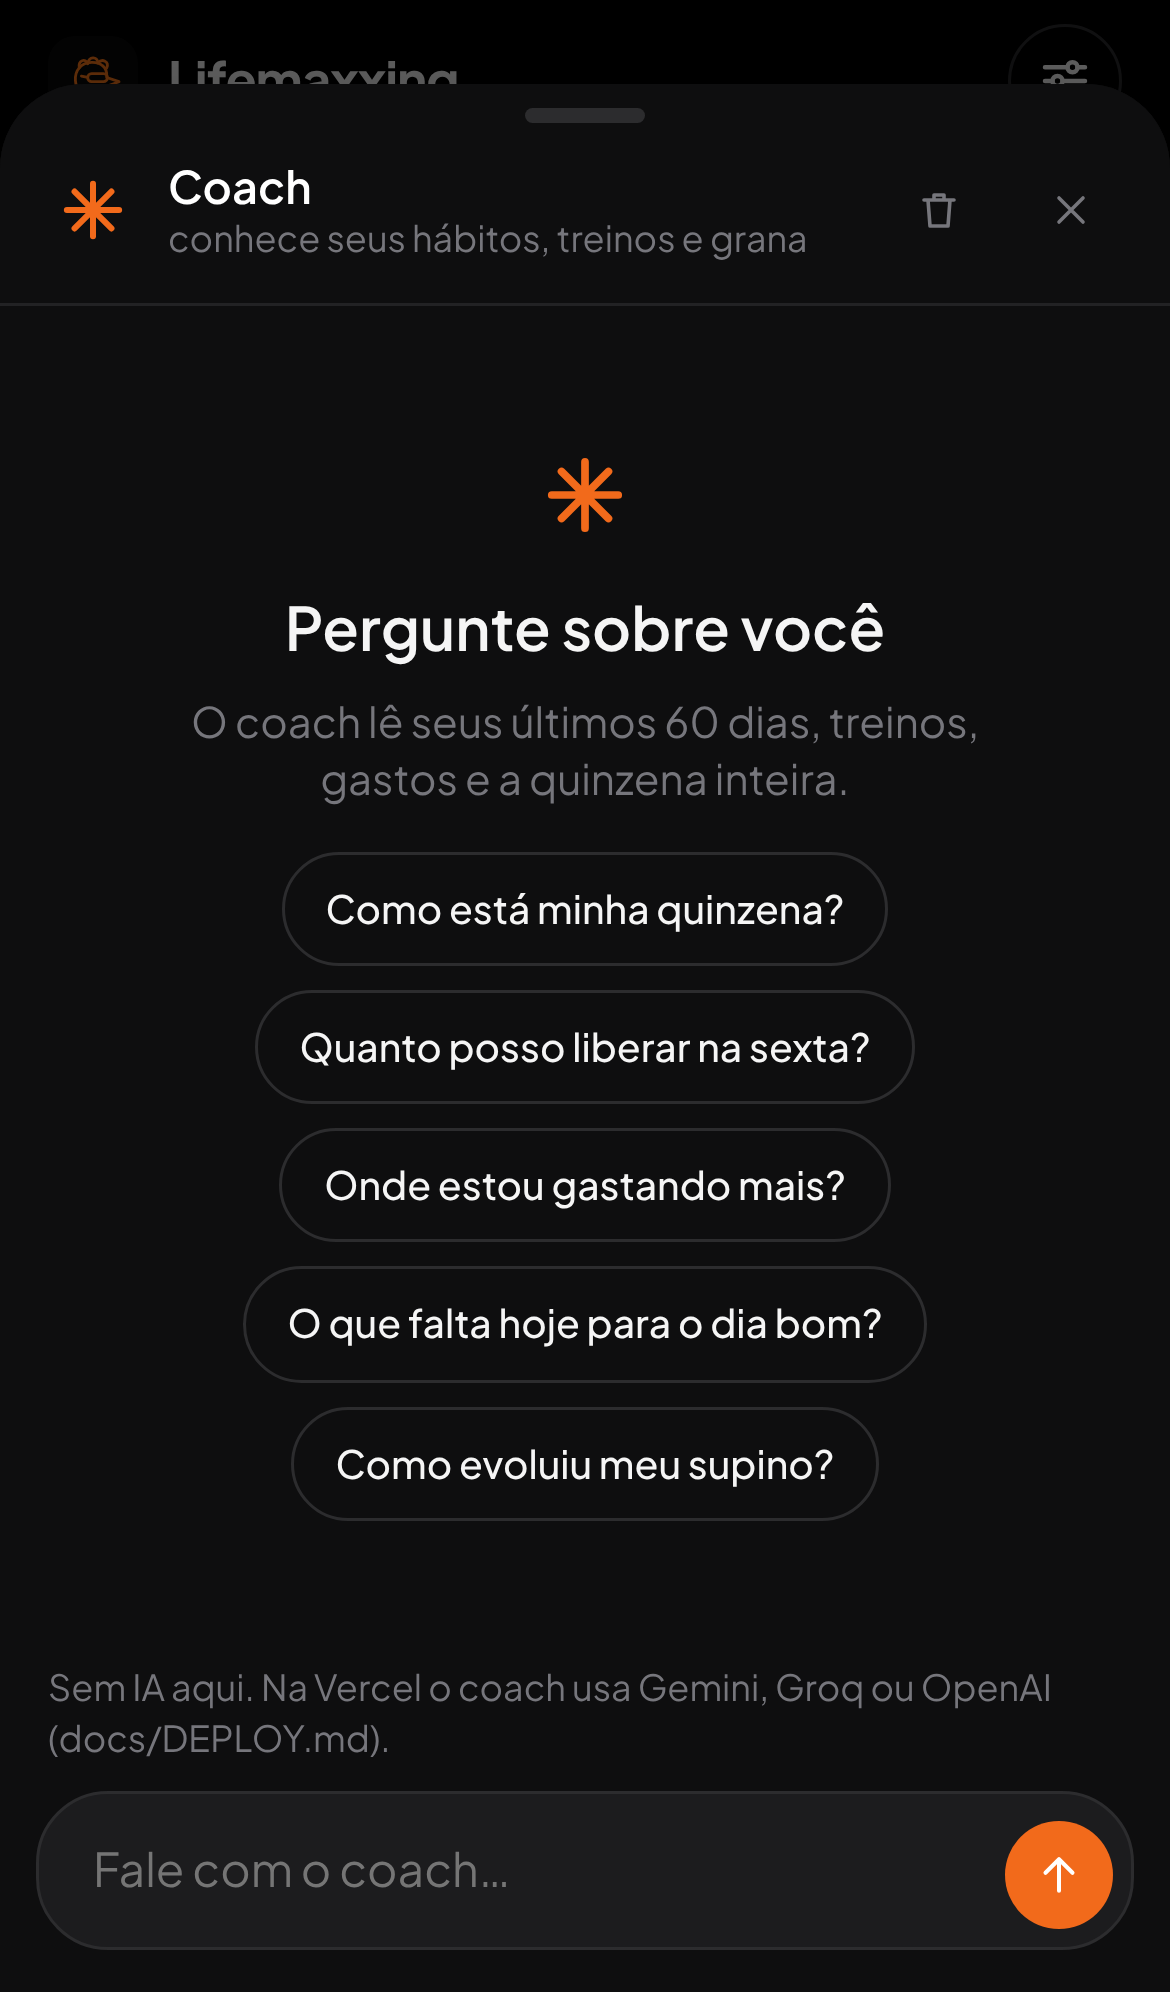 Lifemaxxing
Coach
conhece seus hábitos, treinos e grana
Pergunte sobre você
O coach lê seus últimos 60 dias, treinos,
gastos e a quinzena inteira.
Como está minha quinzena?
Quanto posso liberar na sexta?
Onde estou gastando mais?
O que falta hoje para o dia bom?
Como evoluiu meu supino?
Sem IA aqui. Na Vercel o coach usa Gemini, Groq ou OpenAI
(docs/DEPLOY.md).
Fale com o coach...